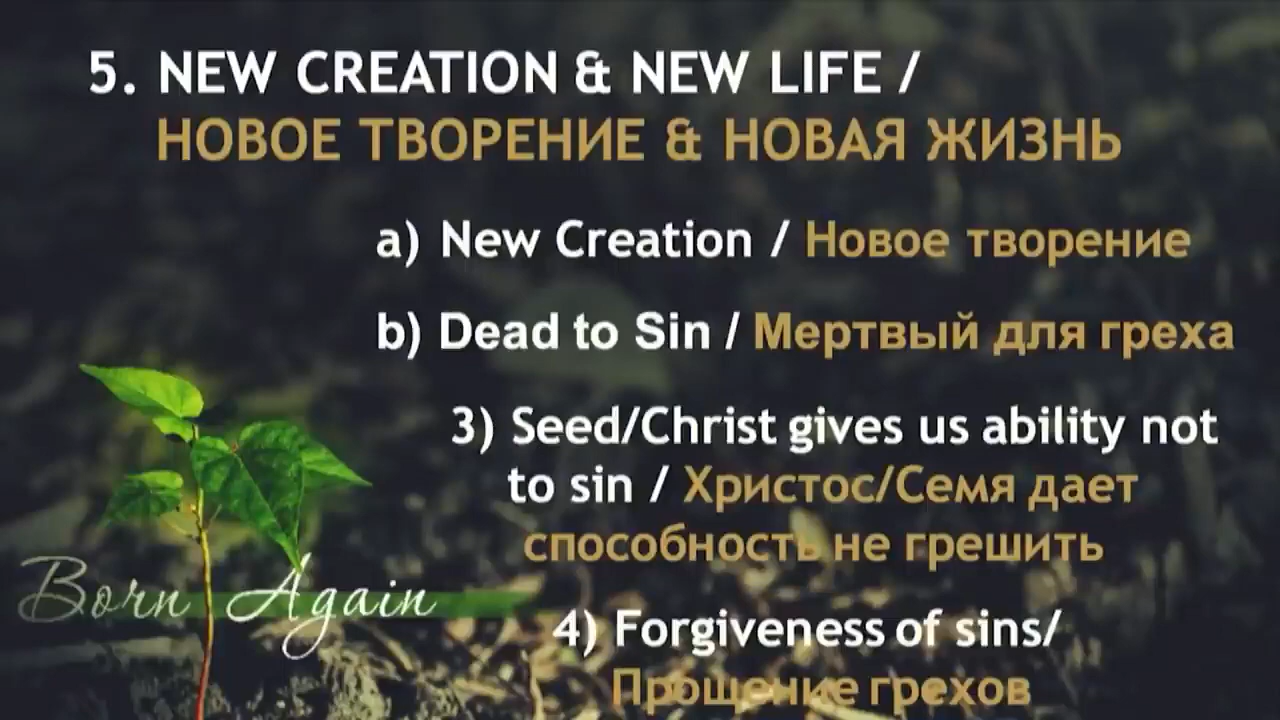 5. NEW CREATION & NEW LIFE /
НОВОЕ ТВОРЕНИЕ & НОВАЯ ЖИЗНЬ
a) New Creation / Новое творение
b) Dead to Sin / Мертвый для греха
3) Seed/Christ gives us ability not
to sin / Христос/Семя дает
способность не грешить
Born Again
4) Forgiveness of sins/
Прощение грехов